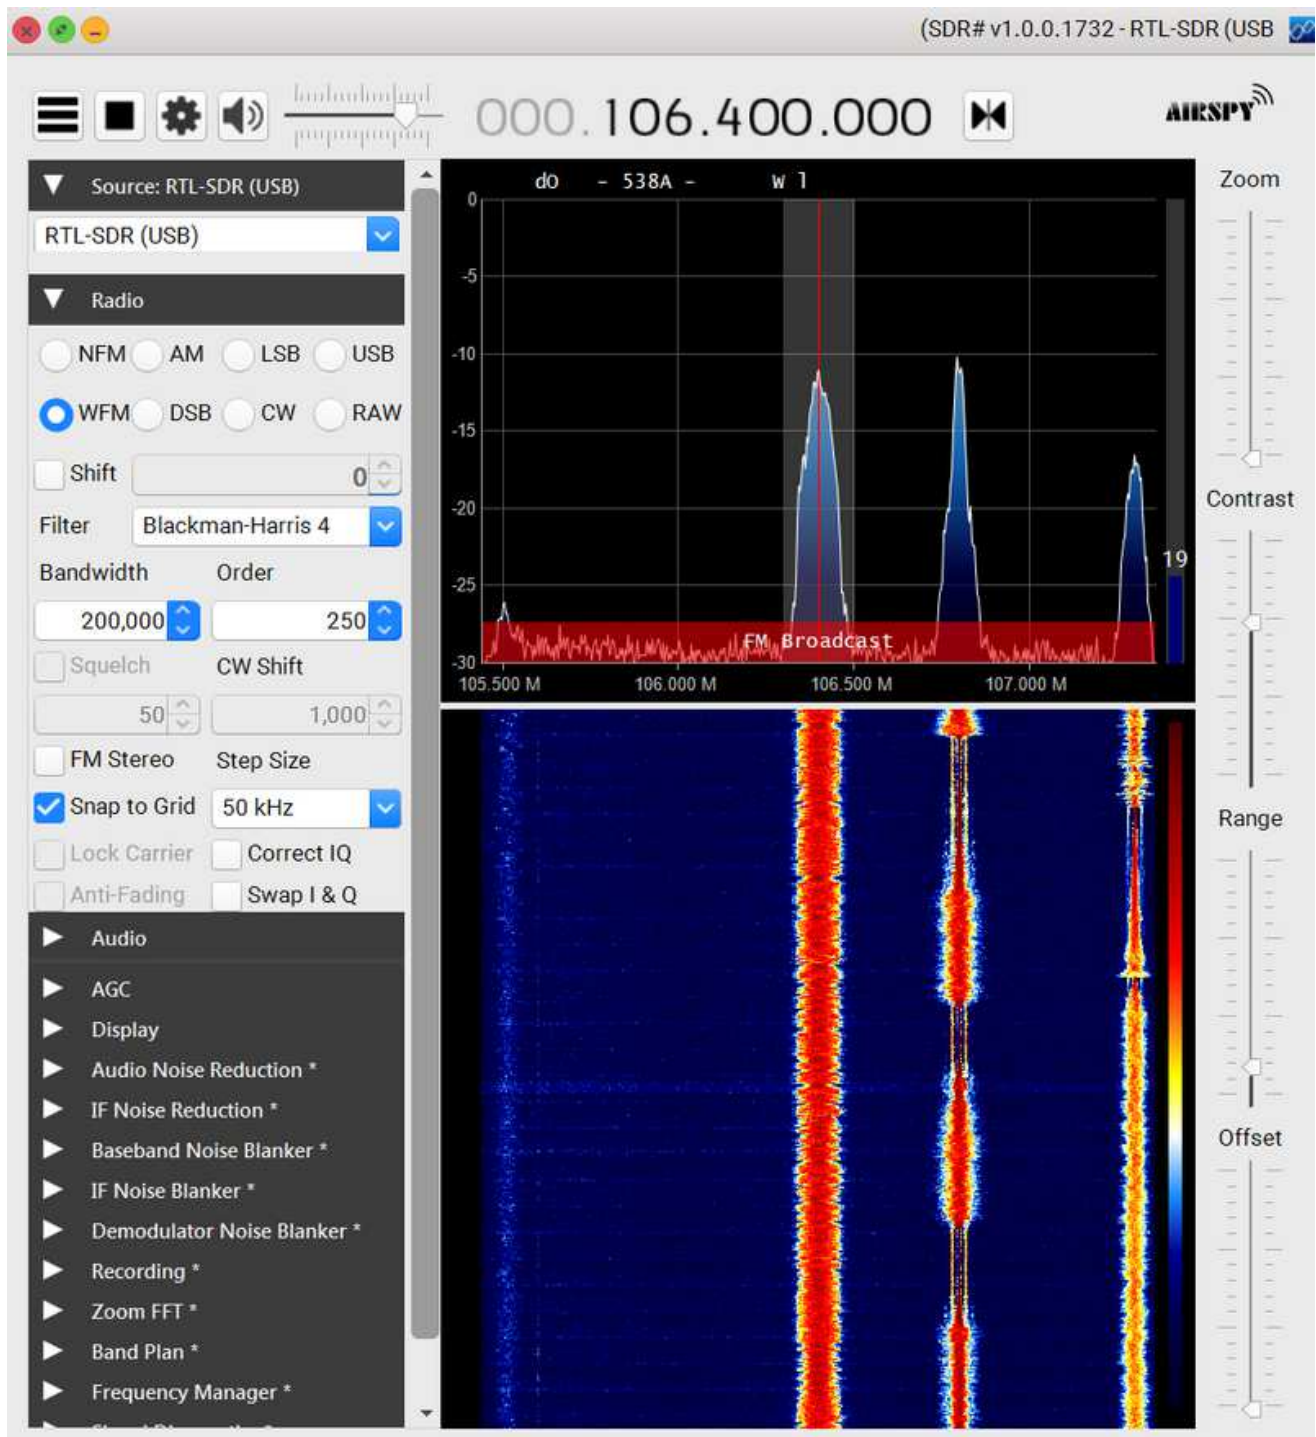 (SDR# v1.0.0.1732 - RTL-SDR (USB
000.106.400.000
AIRSPY
Source: RTL-SDR (USB)
RTL-SDR (USB)
Radio
NFM AM LSB USB
WFM DSB CW RAW
Shift 0
Filter Blackman-Harris 4
Bandwidth Order
200,000 250
Squelch CW Shift
50 1,000
FM Stereo Step Size
Snap to Grid 50 kHz
Lock Carrier Correct IQ
Anti-Fading Swap I & Q
Audio
AGC
Display
Audio Noise Reduction *
IF Noise Reduction *
Baseband Noise Blanker *
IF Noise Blanker *
Demodulator Noise Blanker *
Recording *
Zoom FFT *
Band Plan *
Frequency Manager *
dO - 538A - W l
0
-5
-10
-15
-20
-25
-30
19
FM Broadcast
105.500 M 106.000 M 106.500 M 107.000 M
Zoom
Contrast
Range
Offset